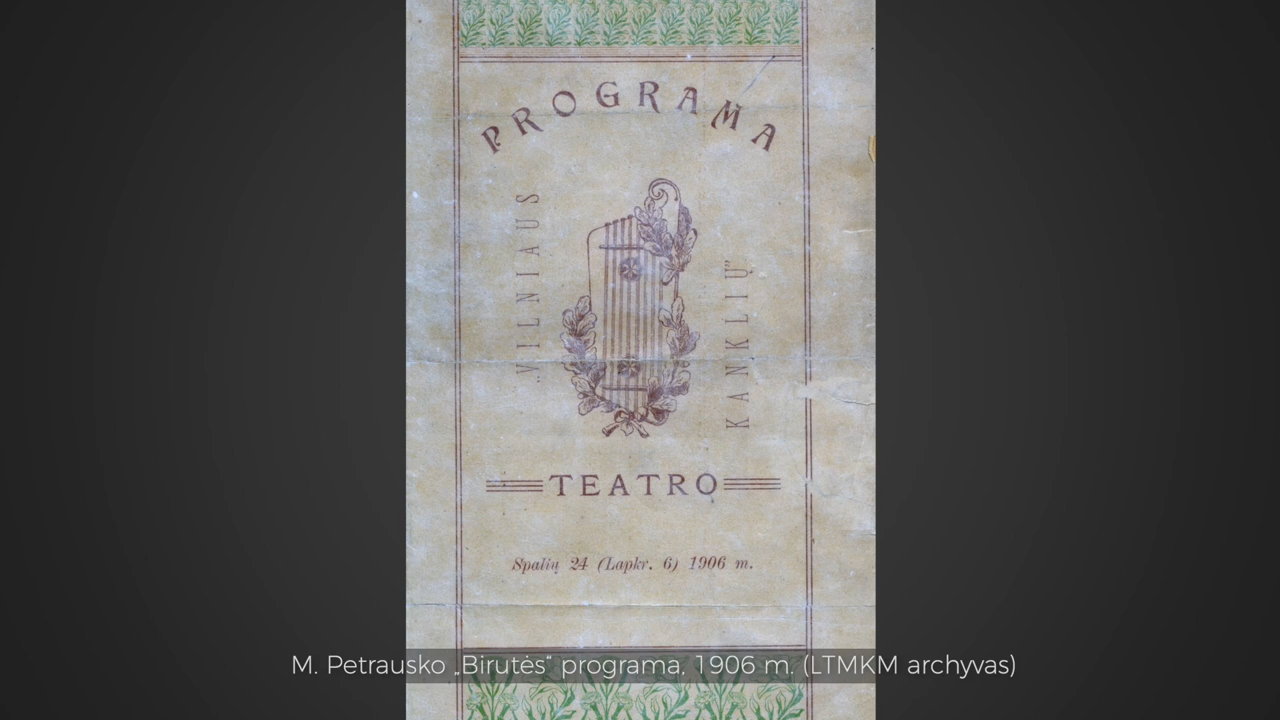 PROGRAMA
„VILNIAUS
KANKLIŲ"
TEATRO
Spalių 24 (Lapkr. 6) 1906 m.
M. Petrausko „Birutės“ programa, 1906 m. (LTMKM archyvas)